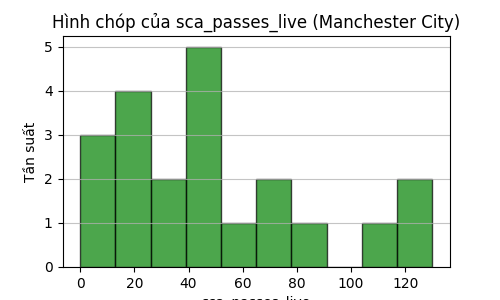 Hình chóp của sca_passes_live (Manchester City)
Tần suất
5
4
3
2
1
0
0 20 40 60 80 100 120
sca_passes_live